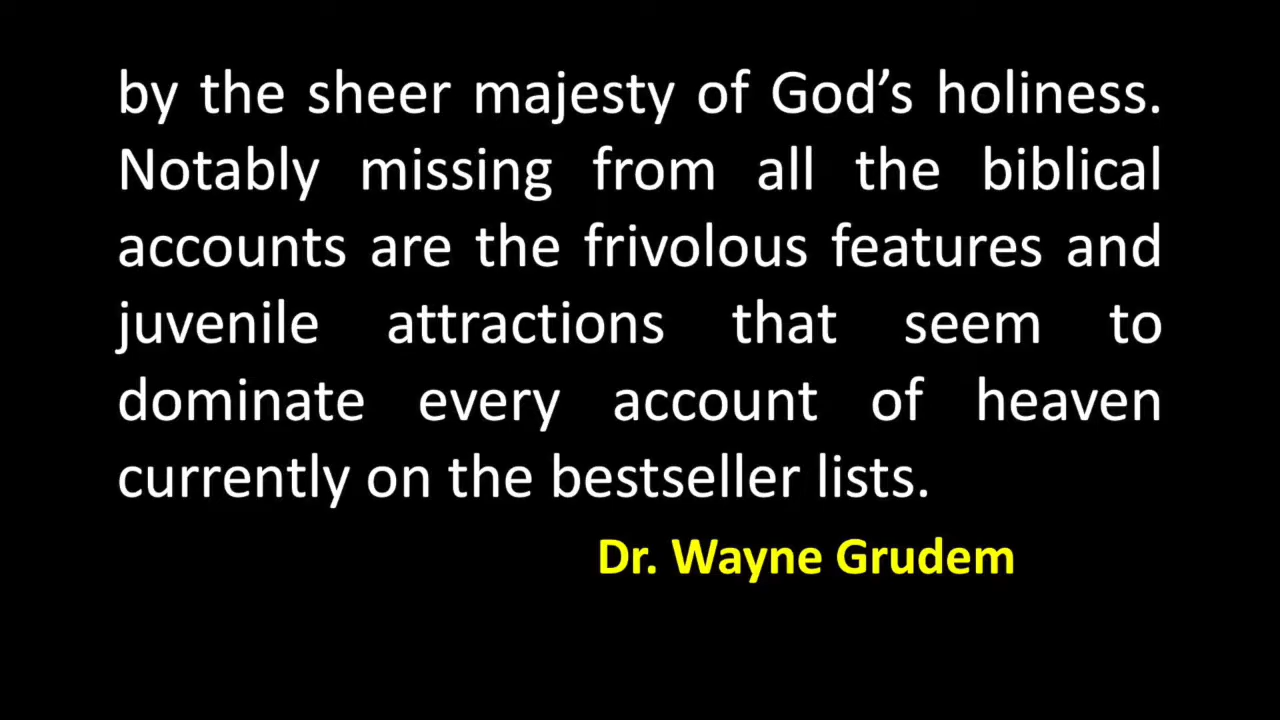 by the sheer majesty of God’s holiness.
Notably missing from all the biblical
accounts are the frivolous features and
juvenile attractions that seem to
dominate every account of heaven
currently on the bestseller lists.
Dr. Wayne Grudem